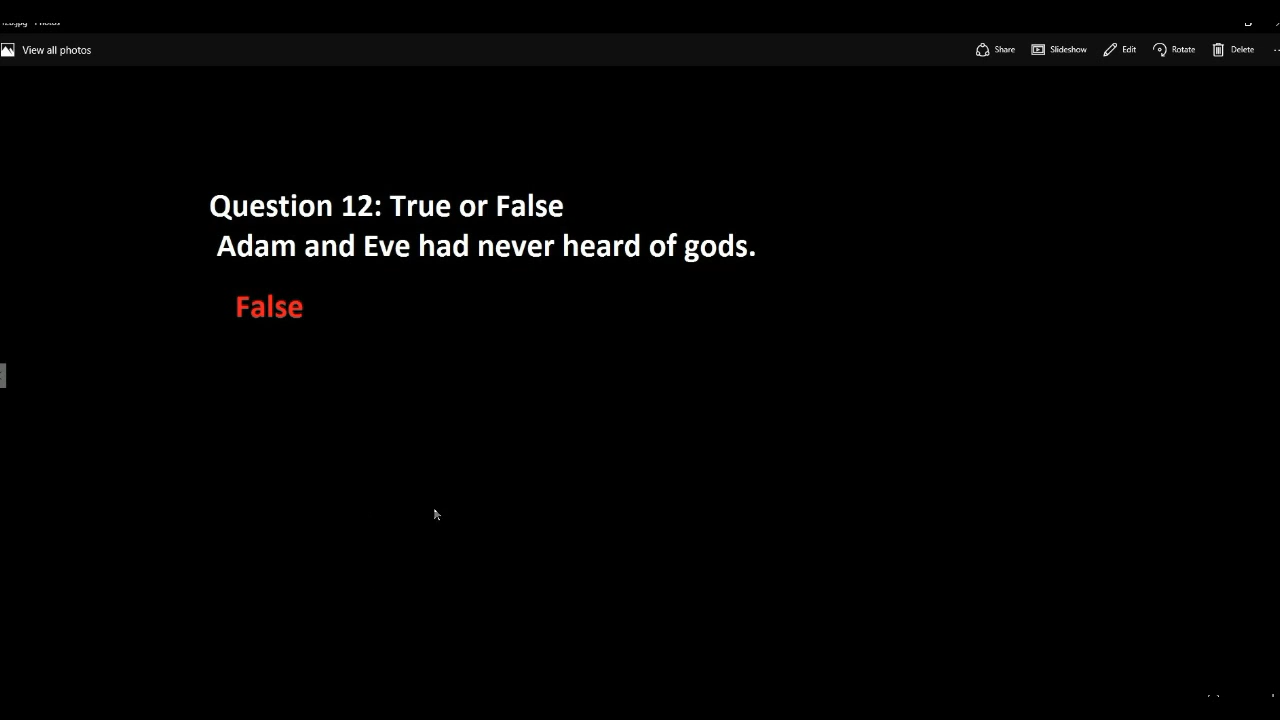 View all photos
Share
Slideshow
Edit
Rotate
Delete
Question 12: True or False
Adam and Eve had never heard of gods.
False